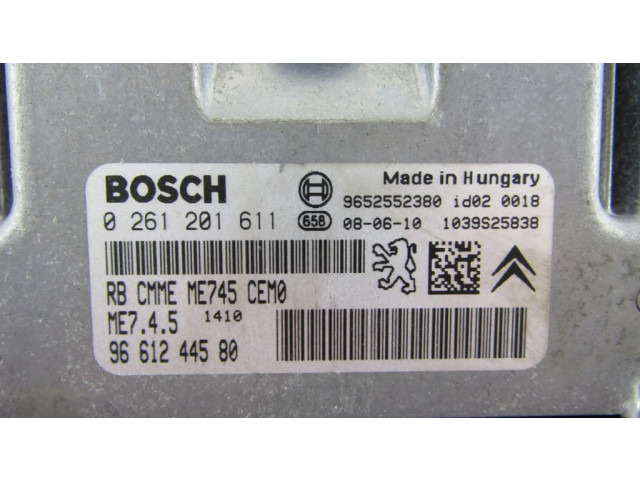 BOSCH
Made in Hungary
9652552380 id02 0018
0 261 201 611
658 08-06-10 1039S25838
RB CMME ME745 CEM0
ME7.4.5 1410
96 612 445 80